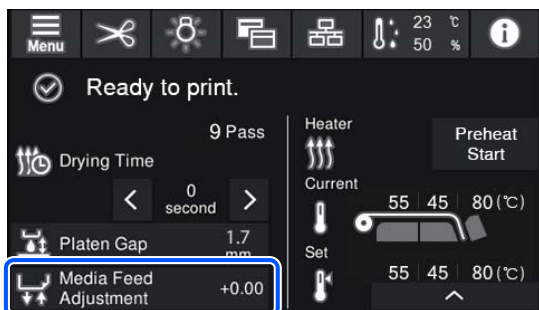 Menu
23 ℃
50 %
Ready to print.
9 Pass
Drying Time
0
second
Platen Gap
1.7
mm
Media Feed
Adjustment
+0.00
Heater
Preheat
Start
Current
55 45 80 (℃)
Set
55 45 80 (℃)